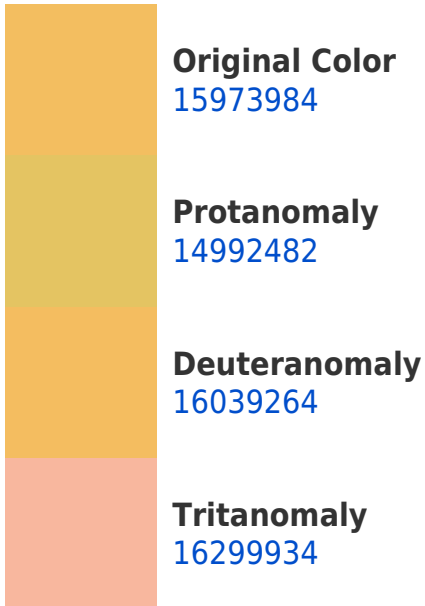 Original Color
15973984
Protanomaly
14992482
Deuteranomaly
16039264
Tritanomaly
16299934